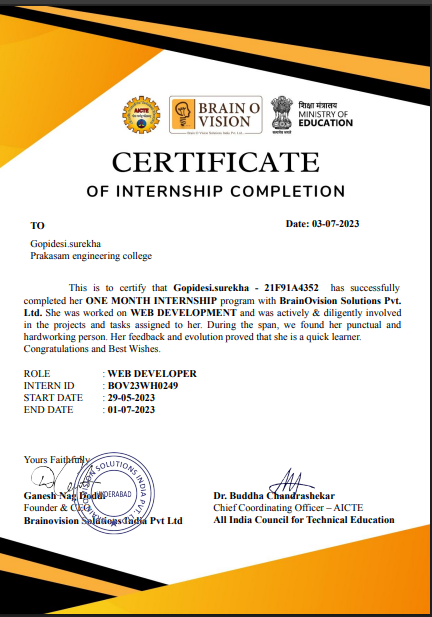 AICTE
BRAIN O
VISION
Brain O Vision Solutions India Pvt. Ltd.
शिक्षा मंत्रालय
MINISTRY OF
EDUCATION
सत्यमेव जयते
CERTIFICATE
OF INTERNSHIP COMPLETION
TO
Date: 03-07-2023
Gopidesi.surekha
Prakasam engineering college
This is to certify that Gopidesi.surekha - 21F91A4352 has successfully
completed her ONE MONTH INTERNSHIP program with BrainOvision Solutions Pvt.
Ltd. She was worked on WEB DEVELOPMENT and was actively & diligently involved
in the projects and tasks assigned to her. During the span, we found her punctual and
hardworking person. Her feedback and evolution proved that she is a quick learner.
Congratulations and Best Wishes.
ROLE : WEB DEVELOPER
INTERN ID : BOV23WH0249
START DATE : 29-05-2023
END DATE : 01-07-2023
Yours Faithfully
HYDERABAD
Ganesh Nag Doddi
Founder & CEO
Brainovision Solutions India Pvt Ltd
Dr. Buddha Chandrashekar
Chief Coordinating Officer – AICTE
All India Council for Technical Education